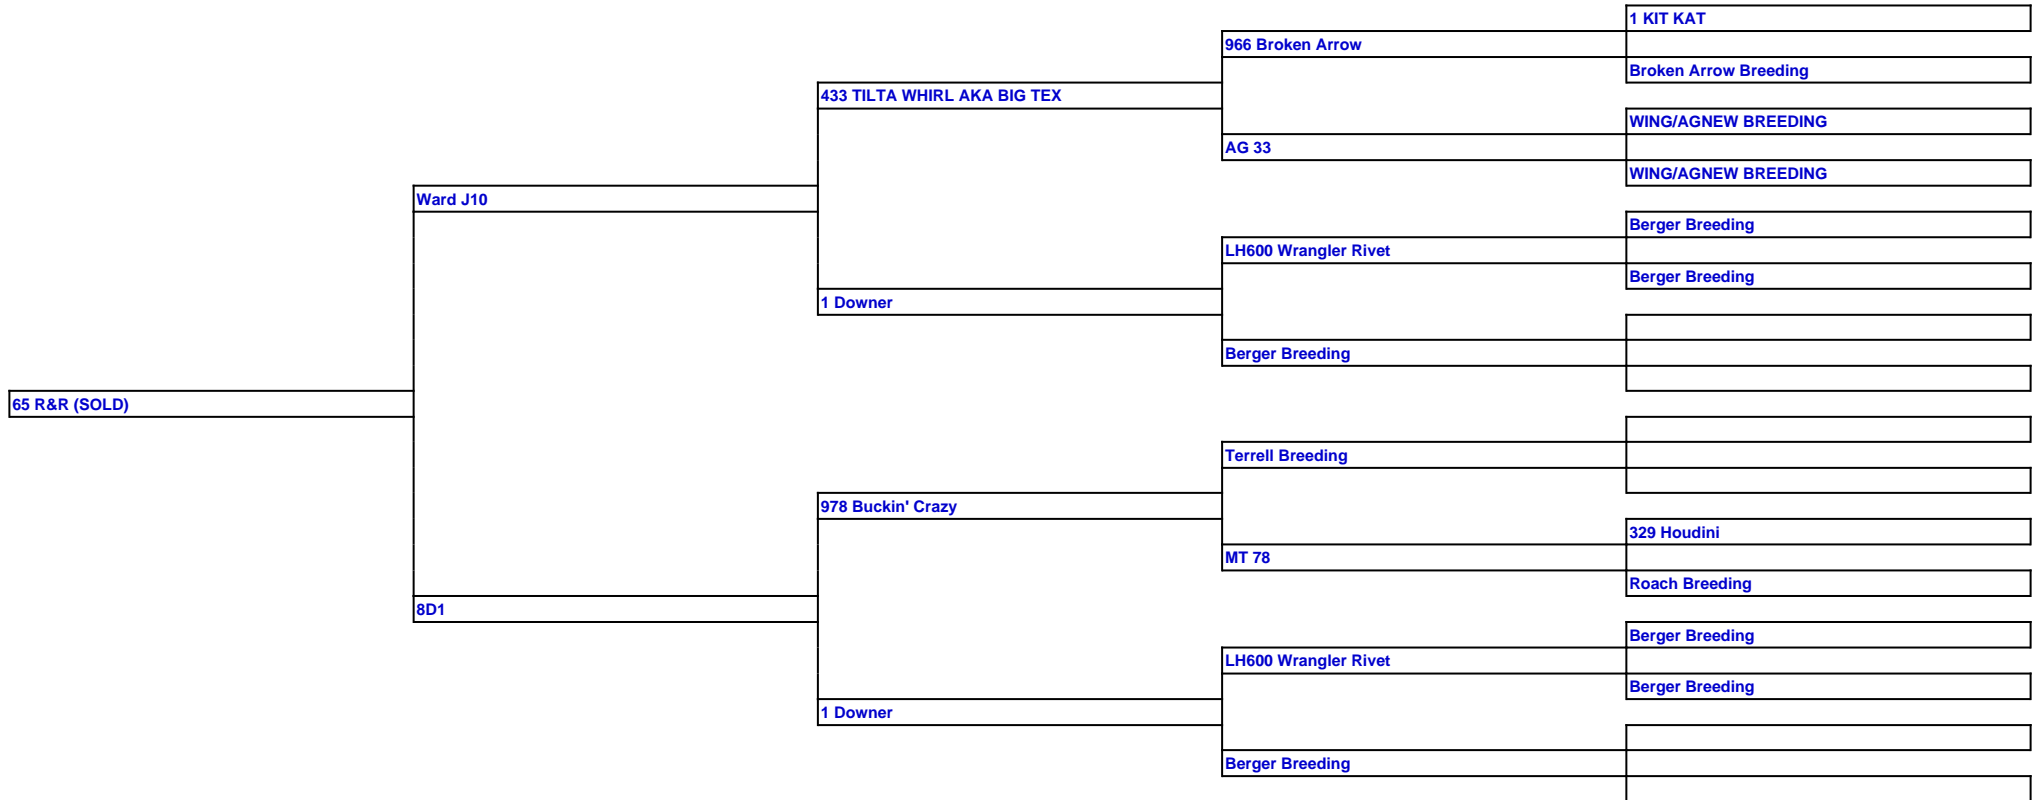 1 KIT KAT
966 Broken Arrow
Broken Arrow Breeding
433 TILTA WHIRL AKA BIG TEX
WING/AGNEW BREEDING
AG 33
WING/AGNEW BREEDING
Ward J10
Berger Breeding
LH600 Wrangler Rivet
Berger Breeding
1 Downer
Berger Breeding
65 R&R (SOLD)
Terrell Breeding
978 Buckin' Crazy
329 Houdini
MT 78
Roach Breeding
8D1
Berger Breeding
LH600 Wrangler Rivet
Berger Breeding
1 Downer
Berger Breeding